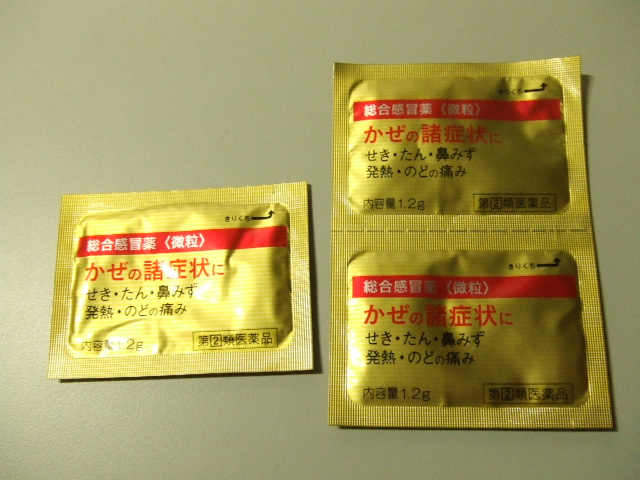 きりくち
総合感冒薬〈微粒〉
かぜの諸症状に
せき・たん・鼻みず
発熱・のどの痛み
内容量1.2g
第②類医薬品
きりくち
総合感冒薬〈微粒〉
かぜの諸症状に
せき・たん・鼻みず
発熱・のどの痛み
内容量1.2g
第②類医薬品
きりくち
総合感冒薬〈微粒〉
かぜの諸症状に
せき・たん・鼻みず
発熱・のどの痛み
内容量1.2g
第②類医薬品